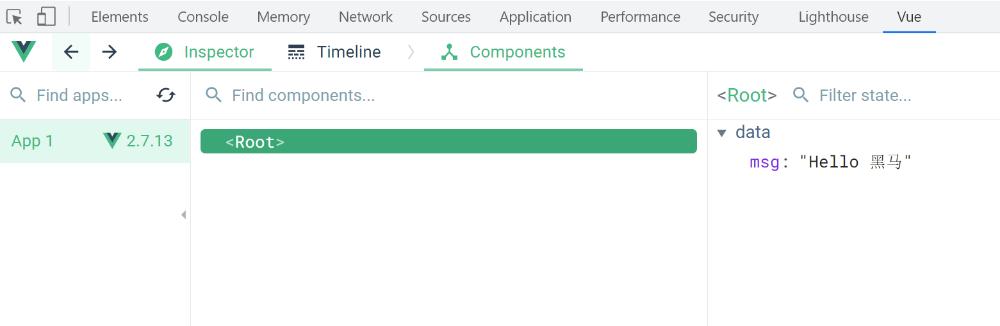 Elements Console Memory Network Sources Application Performance Security Lighthouse Vue
Inspector Timeline Components
Find apps... Find components... <Root> Filter state...
App 1 2.7.13 <Root> data
msg: "Hello 黑马"